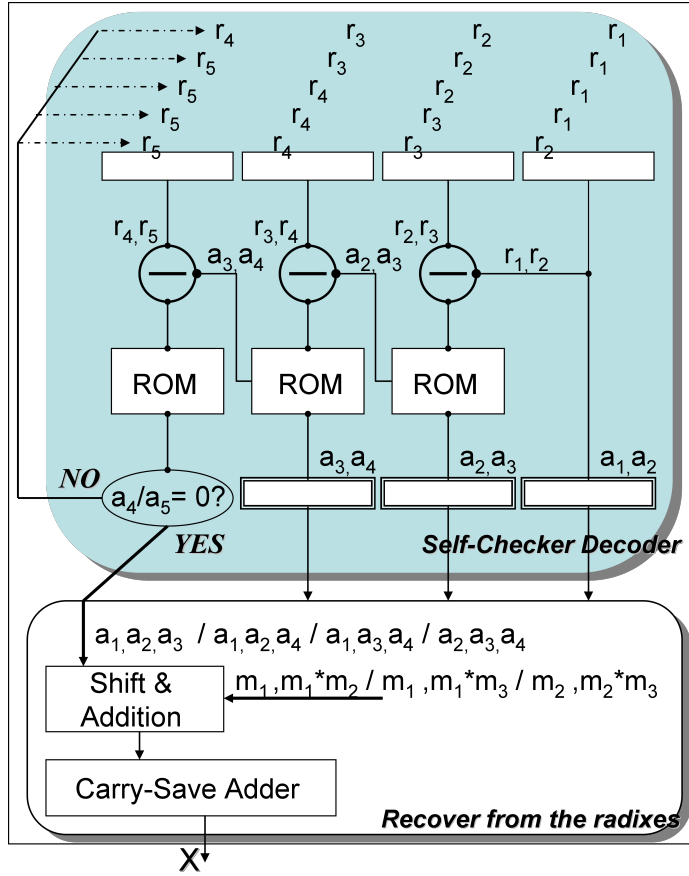 r4 r3 r2 r1
r5 r3 r2 r1
r5 r4 r2 r1
r5 r4 r3 r1
r5 r4 r3 r2
r4,r5 r3,r4 r2,r3
a3,a4 a2,a3 r1,r2
ROM ROM ROM
a3,a4 a2,a3 a1,a2
NO
a4/a5= 0?
YES
Self-Checker Decoder
a1,a2,a3 / a1,a2,a4 / a1,a3,a4 / a2,a3,a4
Shift &
Addition
m1,m1*m2 / m1 ,m1*m3 / m2 ,m2*m3
Carry-Save Adder
Recover from the radixes
X